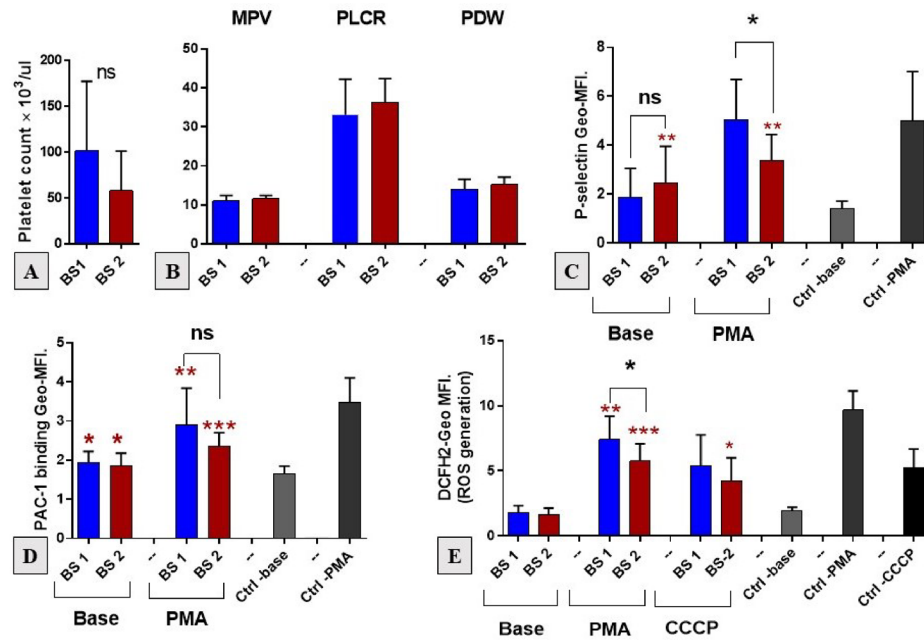 MPV PLCR PDW
Platelet count × 10^3/ul
200
150
100
50
0
ns
BS 1
BS 2
A
50
40
30
20
10
0
BS 1
BS 2
--
BS 1
BS 2
--
BS 1
BS 2
B
P-selectin Geo-MFI.
8
6
4
2
0
ns
**
*
**
BS 1
BS 2
--
BS 1
BS 2
--
Ctrl -base
--
Ctrl -PMA
Base
PMA
C
PAC-1 binding Geo-MFI.
5
4
3
2
1
0
*
*
ns
**
***
BS 1
BS 2
--
BS 1
BS 2
--
Ctrl -base
--
Ctrl -PMA
Base
PMA
D
DCFH2-Geo MFI.
(ROS generation)
15
10
5
0
*
**
***
*
BS 1
BS 2
--
BS 1
BS 2
--
BS 1
BS-2
--
Ctrl -base
--
Ctrl -PMA
--
Ctrl -CCCP
Base
PMA
CCCP
E